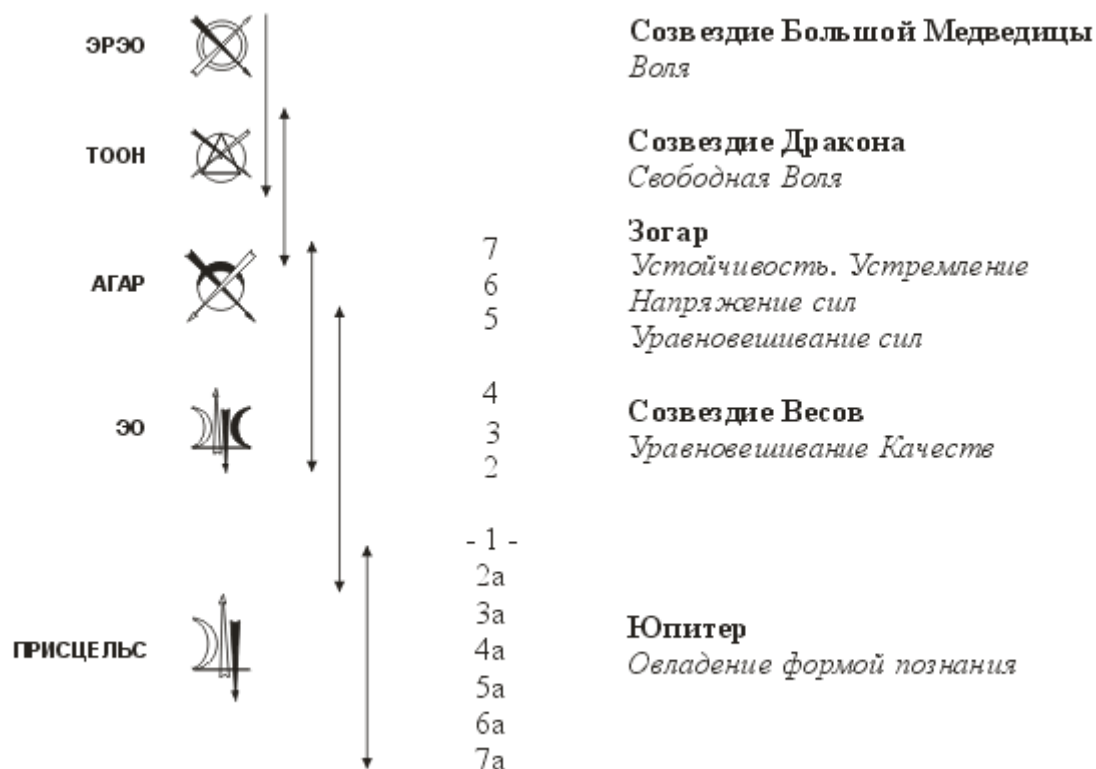 ЭРЭО
Созвездие Большой Медведицы
Воля
ТООН
Созвездие Дракона
Свободная Воля
АГАР
7
6
5
Зогар
Устойчивость. Устремление
Напряжение сил
Уравновешивание сил
ЭО
4
3
2
Созвездие Весов
Уравновешивание Качеств
- 1 -
2а
3а
4а
5а
6а
7а
ПРИСЦЕЛЬС
Юпитер
Овладение формой познания